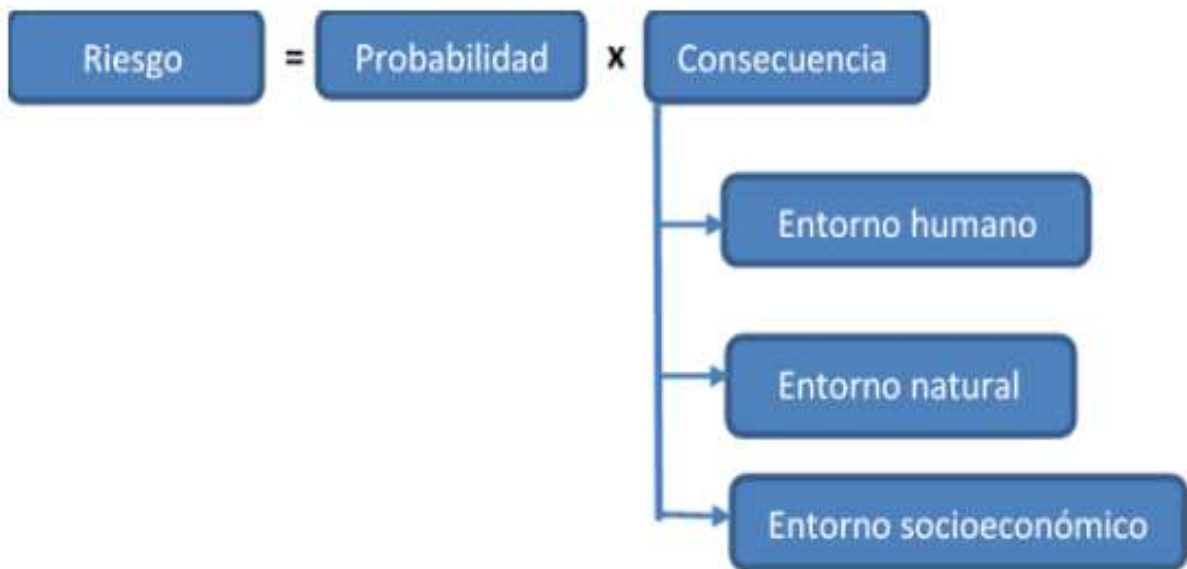 Riesgo = Probabilidad x Consecuencia
Entorno humano
Entorno natural
Entorno socioeconómico